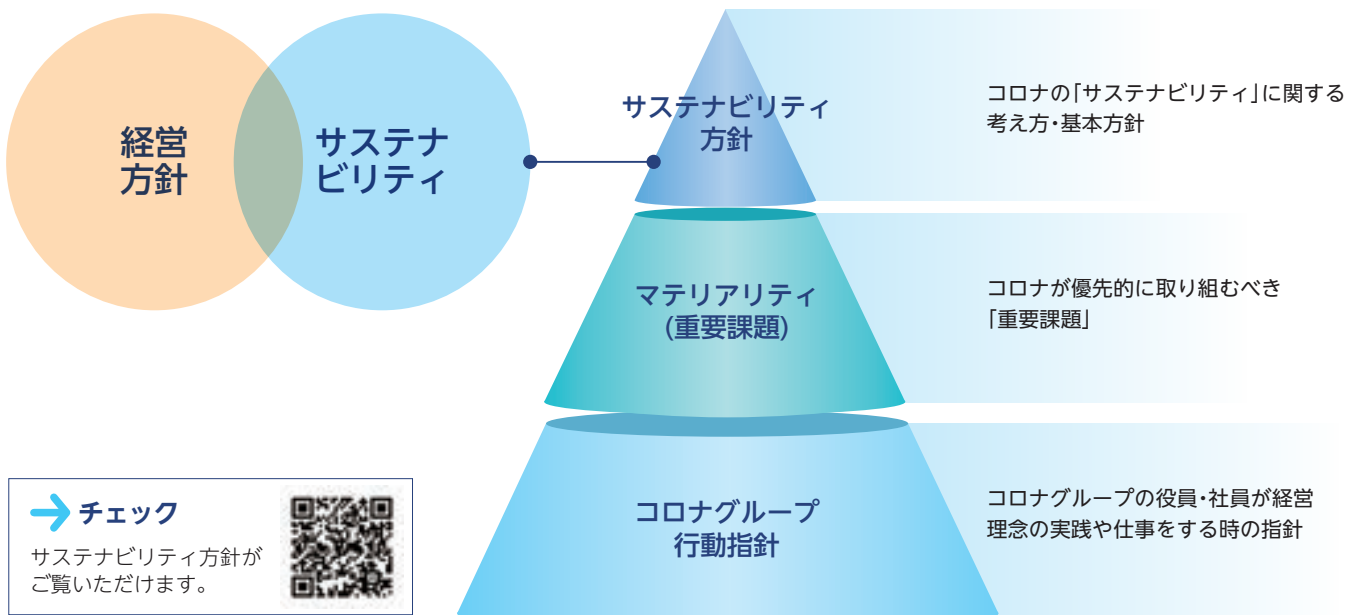 経営
方針
サステナ
ビリティ
サステナビリティ
方針
コロナの「サステナビリティ」に関する
考え方・基本方針
マテリアリティ
(重要課題)
コロナが優先的に取り組むべき
「重要課題」
コロナグループ
行動指針
コロナグループの役員・社員が経営
理念の実践や仕事をする時の指針
チェック
サステナビリティ方針が
ご覧いただけます。